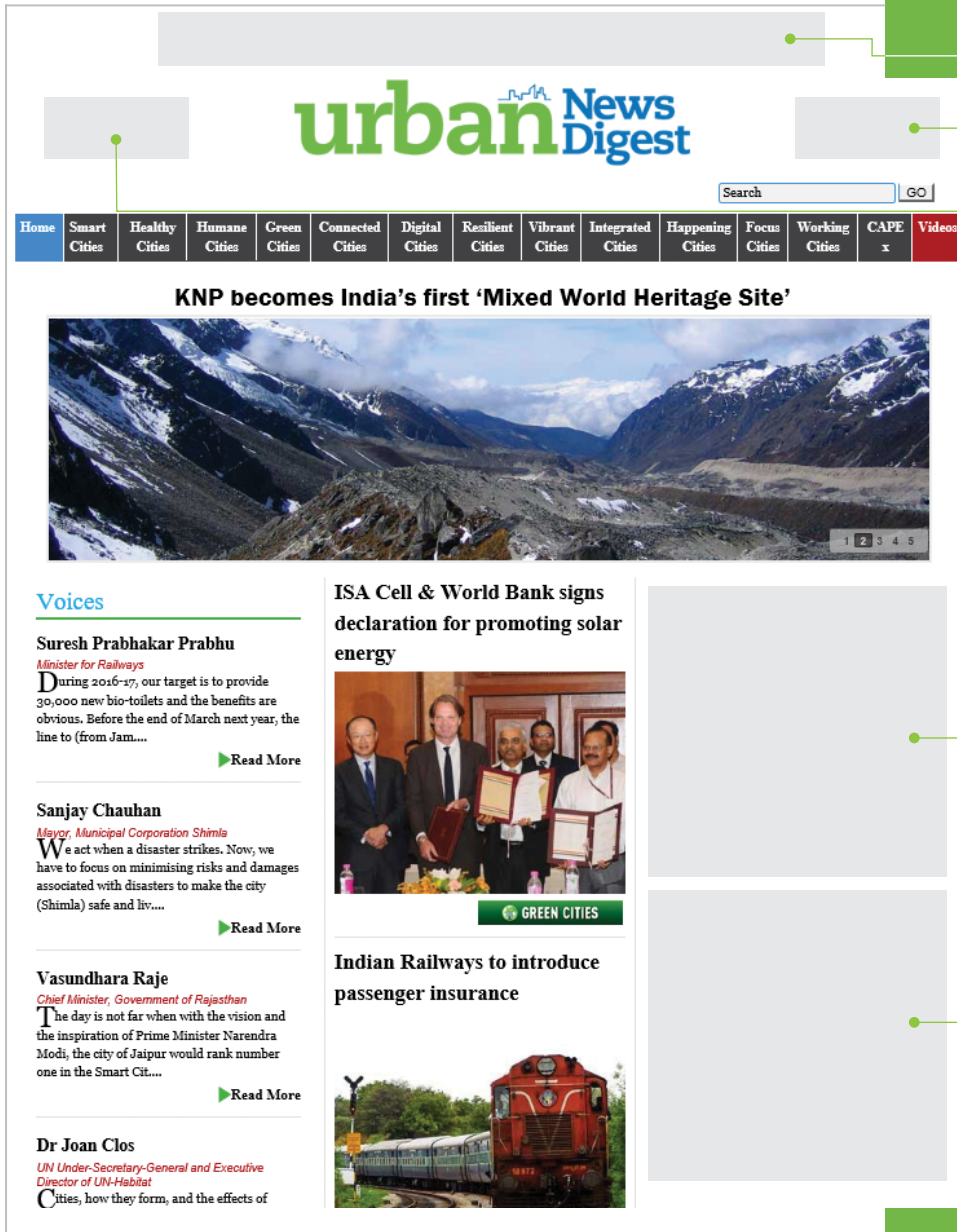 urban News Digest
Search
GO
Home
Smart Cities
Healthy Cities
Humane Cities
Green Cities
Connected Cities
Digital Cities
Resilient Cities
Vibrant Cities
Integrated Cities
Happening Cities
Focus Cities
Working Cities
CAPE x
Videos
KNP becomes India's first 'Mixed World Heritage Site'
1 2 3 4 5
Voices
Suresh Prabhakar Prabhu
Minister for Railways
During 2016-17, our target is to provide
30,000 new bio-toilets and the benefits are
obvious. Before the end of March next year, the
line to (from Jam....
Read More
Sanjay Chauhan
Mayor, Municipal Corporation Shimla
We act when a disaster strikes. Now, we
have to focus on minimising risks and damages
associated with disasters to make the city
(Shimla) safe and liv....
Read More
Vasundhara Raje
Chief Minister, Government of Rajasthan
The day is not far when with the vision and
the inspiration of Prime Minister Narendra
Modi, the city of Jaipur would rank number
one in the Smart Cit....
Read More
Dr Joan Clos
UN Under-Secretary-General and Executive
Director of UN-Habitat
Cities, how they form, and the effects of
ISA Cell & World Bank signs
declaration for promoting solar
energy
GREEN CITIES
Indian Railways to introduce
passenger insurance